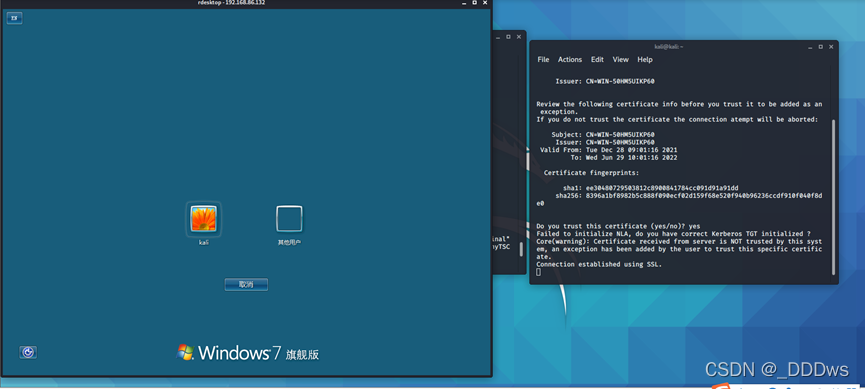 rdesktop - 192.168.86.132
kali
其他用户
取消
Windows 7 旗舰版
kali@kali: ~
File Actions Edit View Help
Issuer: CN=WIN-50HM5UIKP60
Review the following certificate info before you trust it to be added as an
exception.
If you do not trust the certificate the connection atempt will be aborted:
Subject: CN=WIN-50HM5UIKP60
Issuer: CN=WIN-50HM5UIKP60
Valid From: Tue Dec 28 09:01:16 2021
To: Wed Jun 29 10:01:16 2022
Certificate fingerprints:
sha1: ee30480729503812c8900841784cc091d91a91dd
sha256: 8396a1bf8982b5c888f090ecf02d159f68e520f940b96236ccdf910f040f8d
e0
Do you trust this certificate (yes/no)? yes
Failed to initialize NLA, do you have correct Kerberos TGT initialized ?
Core(warning): Certificate received from server is NOT trusted by this syst
em, an exception has been added by the user to trust this specific certific
ate.
Connection established using SSL.
inal"
nyTSC
CSDN @_DDDws